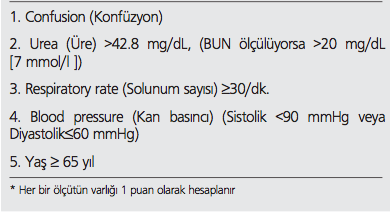 1. Confusion (Konfüzyon)
2. Urea (Üre) >42.8 mg/dL, (BUN ölçülüyorsa >20 mg/dL
[7 mmol/l ])
3. Respiratory rate (Solunum sayısı) ≥30/dk.
4. Blood pressure (Kan basıncı) (Sistolik <90 mmHg veya
Diyastolik≤60 mmHg)
5. Yaş ≥ 65 yıl
* Her bir ölçütün varlığı 1 puan olarak hesaplanır